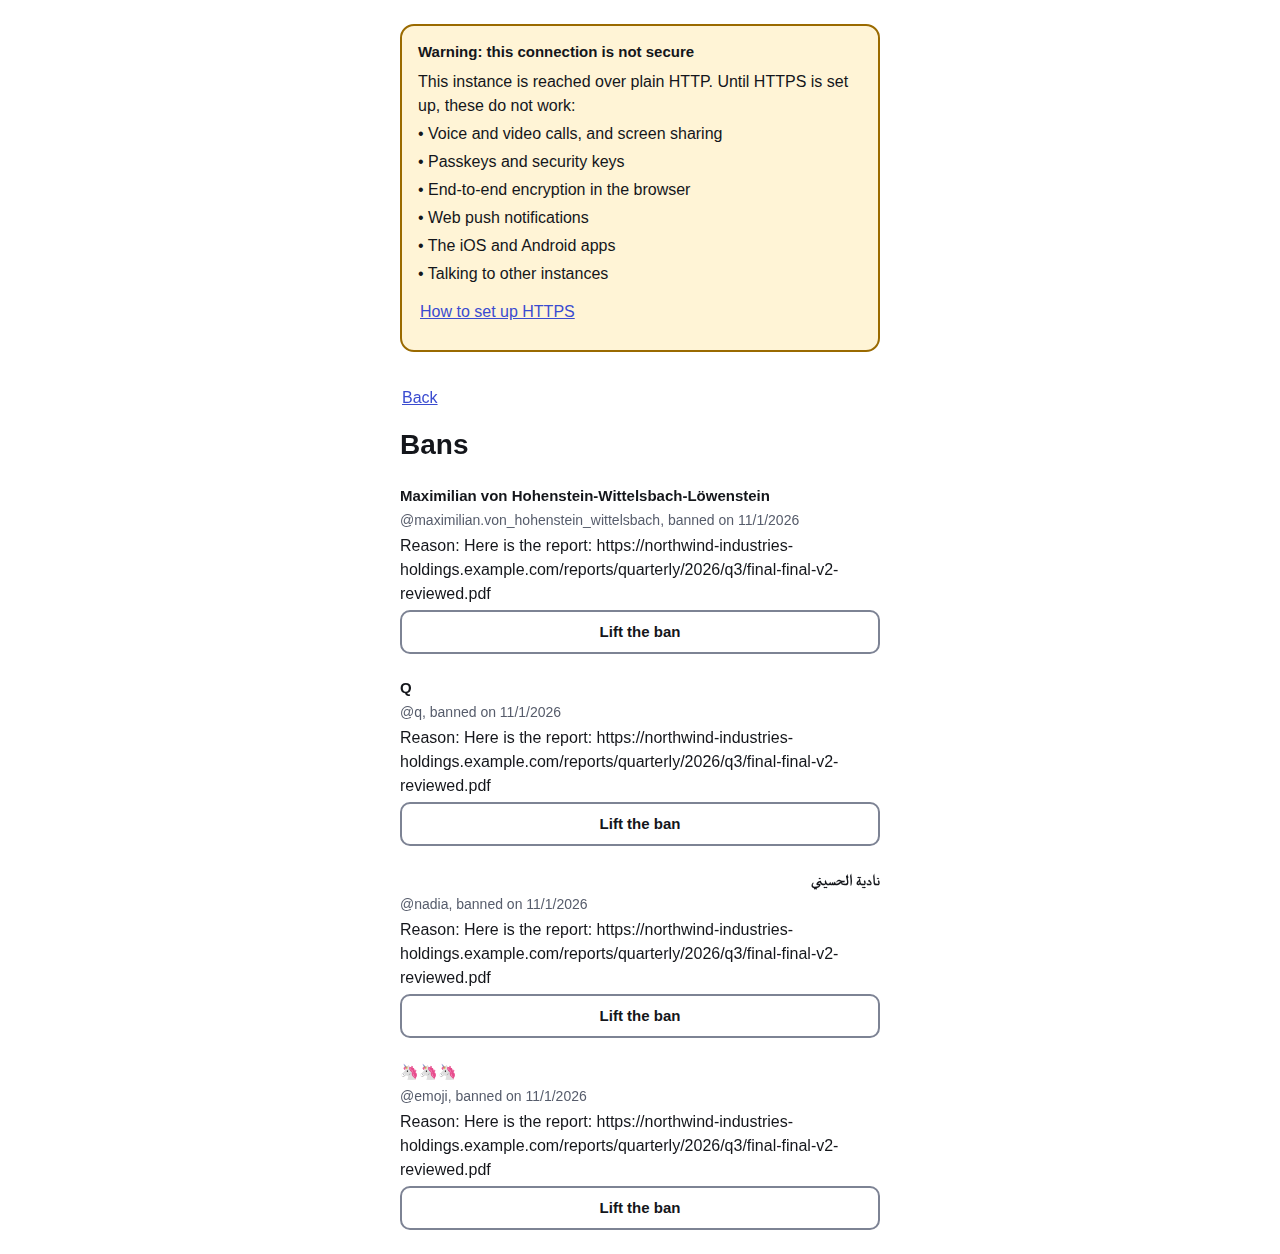 Warning: this connection is not secure
This instance is reached over plain HTTP. Until HTTPS is set
up, these do not work:
• Voice and video calls, and screen sharing
• Passkeys and security keys
• End-to-end encryption in the browser
• Web push notifications
• The iOS and Android apps
• Talking to other instances
How to set up HTTPS
Back
Bans
Maximilian von Hohenstein-Wittelsbach-Löwenstein
@maximilian.von_hohenstein_wittelsbach, banned on 11/1/2026
Reason: Here is the report: https://northwind-industries-
holdings.example.com/reports/quarterly/2026/q3/final-final-v2-
reviewed.pdf
Lift the ban
Q
@q, banned on 11/1/2026
Reason: Here is the report: https://northwind-industries-
holdings.example.com/reports/quarterly/2026/q3/final-final-v2-
reviewed.pdf
Lift the ban
نادية الحسيني
@nadia, banned on 11/1/2026
Reason: Here is the report: https://northwind-industries-
holdings.example.com/reports/quarterly/2026/q3/final-final-v2-
reviewed.pdf
Lift the ban
🦄🦄🦄
@emoji, banned on 11/1/2026
Reason: Here is the report: https://northwind-industries-
holdings.example.com/reports/quarterly/2026/q3/final-final-v2-
reviewed.pdf
Lift the ban